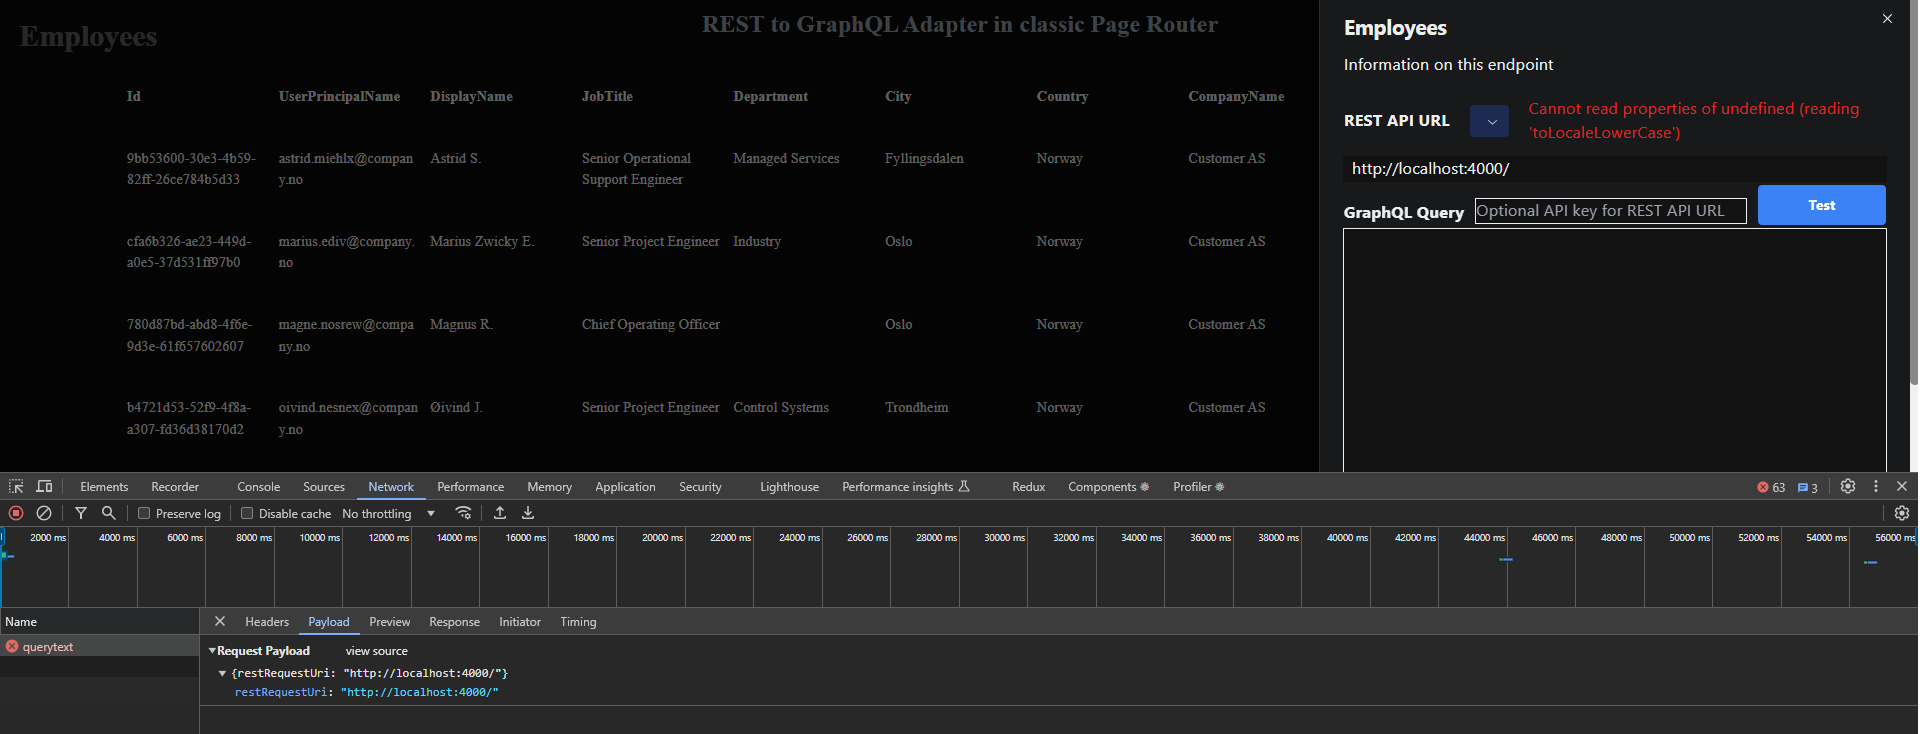 Employees
REST to GraphQL Adapter in classic Page Router
Id UserPrincipalName DisplayName JobTitle Department City Country CompanyName
9bb53600-30e3-4b59- astrid.miehlx@compan Astrid S. Senior Operational Managed Services Fyllingsdalen Norway Customer AS
82ff-26ce784b5d33 y.no Support Engineer
cfa6b326-ae23-449d- marius.ediv@company. Marius Zwicky E. Senior Project Engineer Industry Oslo Norway Customer AS
a0e5-37d531ff97b0 no
780d87bd-abd8-4f6e- magne.nosrew@compa Magnus R. Chief Operating Officer Oslo Norway Customer AS
9d3e-61f657602607 ny.no
b4721d53-52f9-4f8a- oivind.nesnex@compan Øivind J. Senior Project Engineer Control Systems Trondheim Norway Customer AS
a307-fd36d38170d2 y.no
Employees
Information on this endpoint
REST API URL
Cannot read properties of undefined (reading
'toLocaleLowerCase')
http://localhost:4000/
GraphQL Query Optional API key for REST API URL Test
Elements Recorder Console Sources Network Performance Memory Application Security Lighthouse Performance insights Redux Components Profiler 63 3
Preserve log Disable cache No throttling
2000 ms 4000 ms 6000 ms 8000 ms 10000 ms 12000 ms 14000 ms 16000 ms 18000 ms 20000 ms 22000 ms 24000 ms 26000 ms 28000 ms 30000 ms 32000 ms 34000 ms 36000 ms 38000 ms 40000 ms 42000 ms 44000 ms 46000 ms 48000 ms 50000 ms 52000 ms 54000 ms 56000 ms
Name Headers Payload Preview Response Initiator Timing
querytext
Request Payload view source
{restRequestUri: "http://localhost:4000/"}
restRequestUri: "http://localhost:4000/"